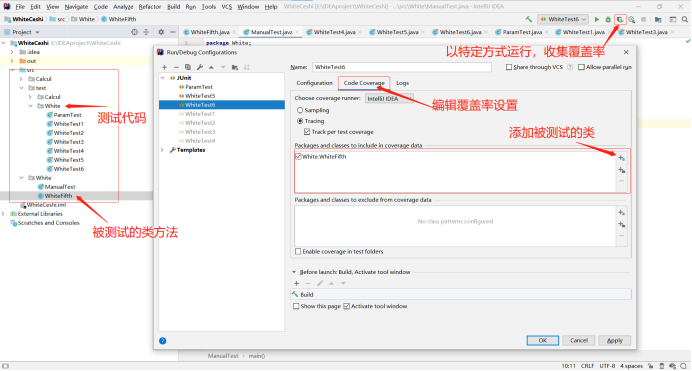 File Edit View Navigate Code Analyze Refactor Build Run Tools VCS Window Help
WhiteCeshi src White WhiteFifth
WhiteTest6
以特定方式运行，收集覆盖率
Project
WhiteFifth.java ManualTest.java WhiteTest4.java WhiteTest5.java WhiteTest6.java ParamTest.java WhiteTest1.java WhiteTest3.java
package White;
WhiteCeshi E:\IDEAproject\WhiteCeshi
.idea
out
src
Calcul
test
Calcul
White
ParamTest
WhiteTest1
WhiteTest2
WhiteTest3
WhiteTest4
WhiteTest5
WhiteTest6
White
ManualTest
WhiteFifth
WhiteCeshi.iml
External Libraries
Scratches and Consoles
测试代码
被测试的类方法
Run/Debug Configurations
JUnit
ParamTest
WhiteTest5
WhiteTest6
WhiteTest1
WhiteTest2
WhiteTest3
WhiteTest4
Templates
Name: WhiteTest6
Share through VCS
Allow parallel run
Configuration Code Coverage Logs
编辑覆盖率设置
Choose coverage runner: IntelliJ IDEA
Sampling
Tracing
Track per test coverage
添加被测试的类
Packages and classes to include in coverage data
White.WhiteFifth
Packages and classes to exclude from coverage data
No class patterns configured
Enable coverage in test folders
Before launch: Build, Activate tool window
Build
Show this page Activate tool window
OK Cancel Apply
ManualTest main()
10:11 CRLF UTF-8 4 spaces